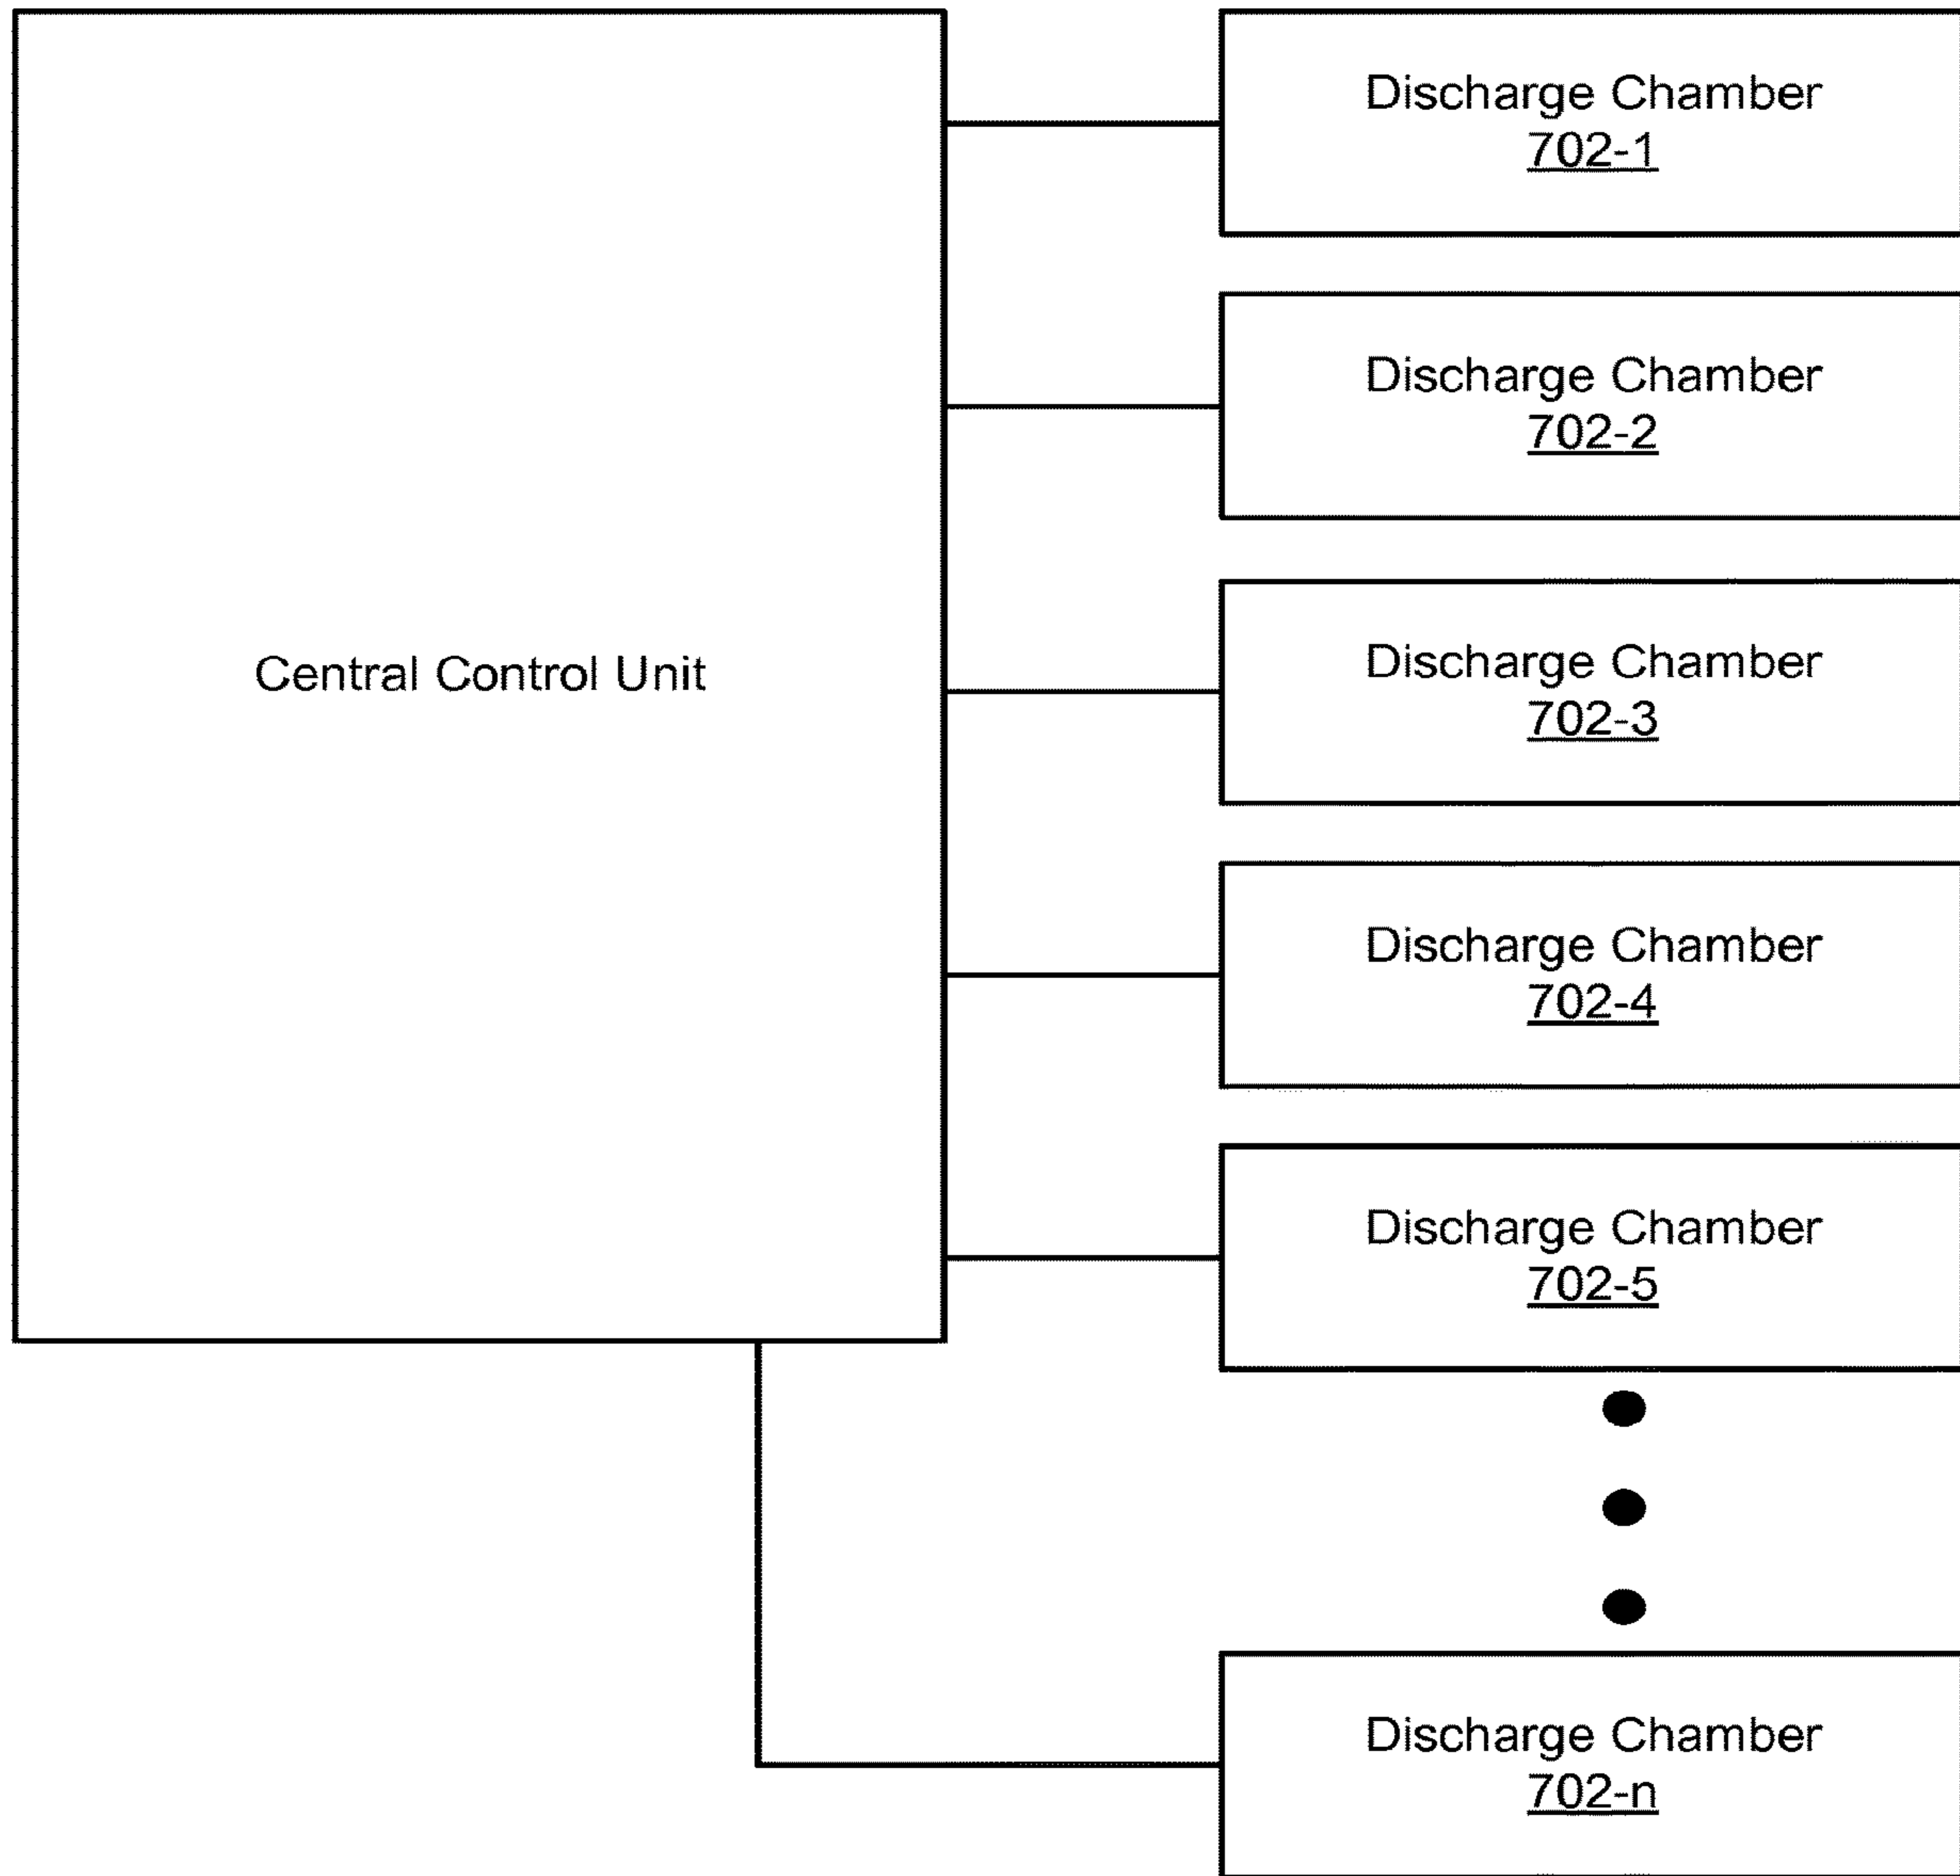 Central Control Unit
Discharge Chamber
702-1
Discharge Chamber
702-2
Discharge Chamber
702-3
Discharge Chamber
702-4
Discharge Chamber
702-5
Discharge Chamber
702-n